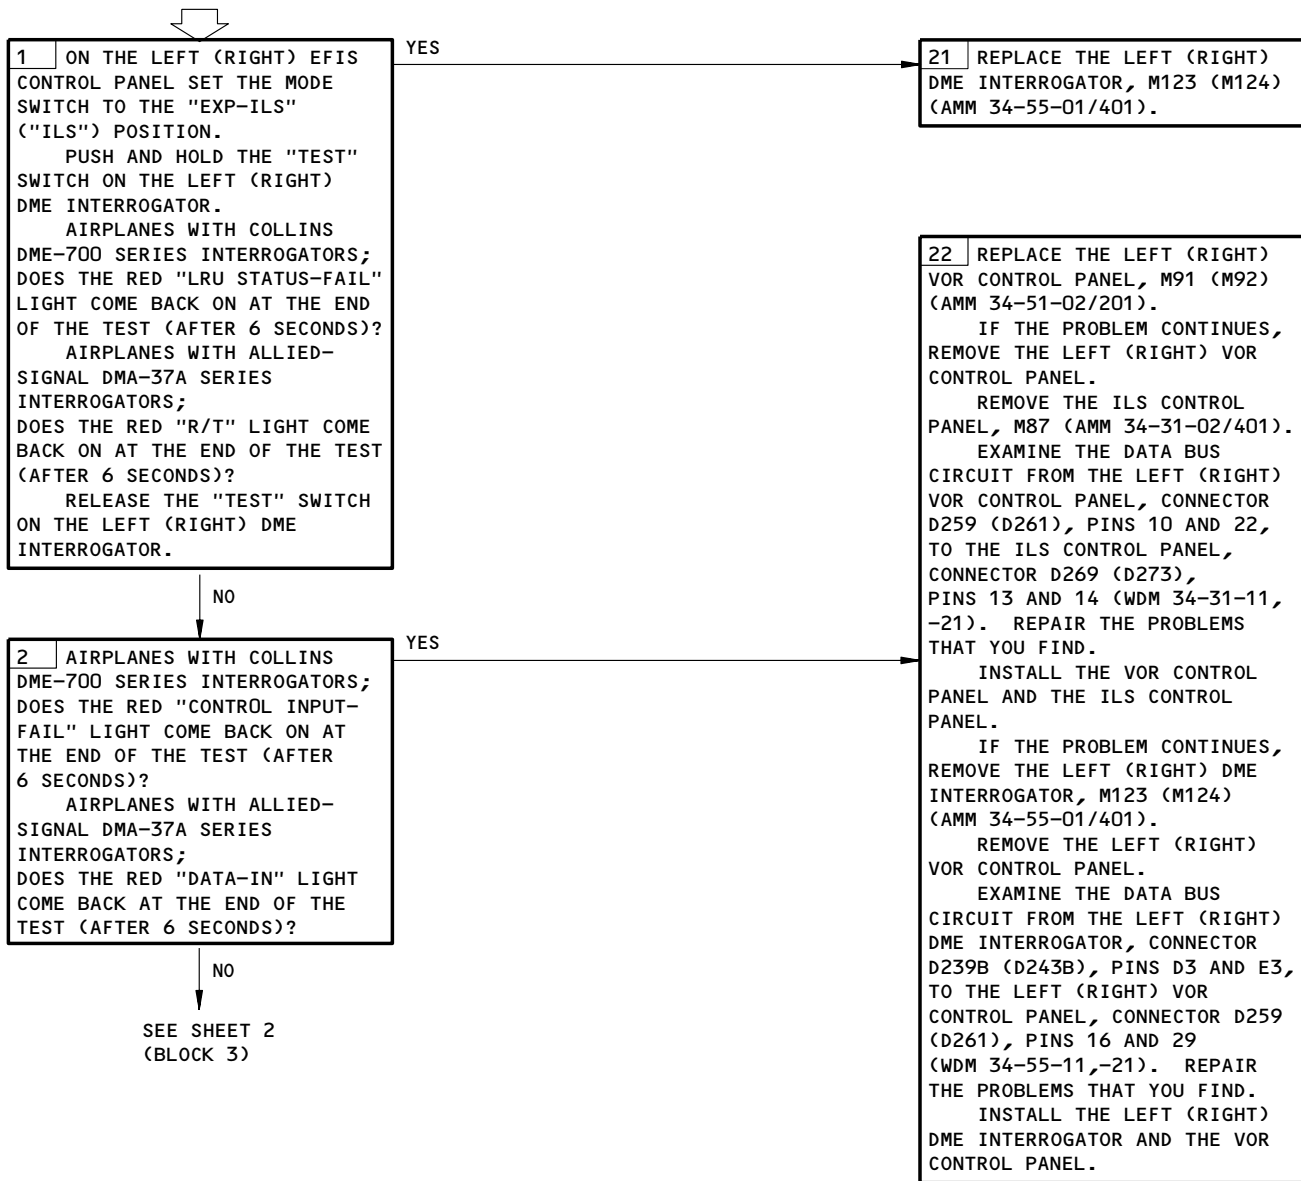 1 ON THE LEFT (RIGHT) EFIS
CONTROL PANEL SET THE MODE
SWITCH TO THE "EXP-ILS"
("ILS") POSITION.
PUSH AND HOLD THE "TEST"
SWITCH ON THE LEFT (RIGHT)
DME INTERROGATOR.
AIRPLANES WITH COLLINS
DME-700 SERIES INTERROGATORS;
DOES THE RED "LRU STATUS-FAIL"
LIGHT COME BACK ON AT THE END
OF THE TEST (AFTER 6 SECONDS)?
AIRPLANES WITH ALLIED-
SIGNAL DMA-37A SERIES
INTERROGATORS;
DOES THE RED "R/T" LIGHT COME
BACK ON AT THE END OF THE TEST
(AFTER 6 SECONDS)?
RELEASE THE "TEST" SWITCH
ON THE LEFT (RIGHT) DME
INTERROGATOR.
YES
21 REPLACE THE LEFT (RIGHT)
DME INTERROGATOR, M123 (M124)
(AMM 34-55-01/401).
NO
2 AIRPLANES WITH COLLINS
DME-700 SERIES INTERROGATORS;
DOES THE RED "CONTROL INPUT-
FAIL" LIGHT COME BACK ON AT
THE END OF THE TEST (AFTER
6 SECONDS)?
AIRPLANES WITH ALLIED-
SIGNAL DMA-37A SERIES
INTERROGATORS;
DOES THE RED "DATA-IN" LIGHT
COME BACK AT THE END OF THE
TEST (AFTER 6 SECONDS)?
YES
22 REPLACE THE LEFT (RIGHT)
VOR CONTROL PANEL, M91 (M92)
(AMM 34-51-02/201).
IF THE PROBLEM CONTINUES,
REMOVE THE LEFT (RIGHT) VOR
CONTROL PANEL.
REMOVE THE ILS CONTROL
PANEL, M87 (AMM 34-31-02/401).
EXAMINE THE DATA BUS
CIRCUIT FROM THE LEFT (RIGHT)
VOR CONTROL PANEL, CONNECTOR
D259 (D261), PINS 10 AND 22,
TO THE ILS CONTROL PANEL,
CONNECTOR D269 (D273),
PINS 13 AND 14 (WDM 34-31-11,
-21). REPAIR THE PROBLEMS
THAT YOU FIND.
INSTALL THE VOR CONTROL
PANEL AND THE ILS CONTROL
PANEL.
IF THE PROBLEM CONTINUES,
REMOVE THE LEFT (RIGHT) DME
INTERROGATOR, M123 (M124)
(AMM 34-55-01/401).
REMOVE THE LEFT (RIGHT)
VOR CONTROL PANEL.
EXAMINE THE DATA BUS
CIRCUIT FROM THE LEFT (RIGHT)
DME INTERROGATOR, CONNECTOR
D239B (D243B), PINS D3 AND E3,
TO THE LEFT (RIGHT) VOR
CONTROL PANEL, CONNECTOR D259
(D261), PINS 16 AND 29
(WDM 34-55-11,-21). REPAIR
THE PROBLEMS THAT YOU FIND.
INSTALL THE LEFT (RIGHT)
DME INTERROGATOR AND THE VOR
CONTROL PANEL.
NO
SEE SHEET 2
(BLOCK 3)